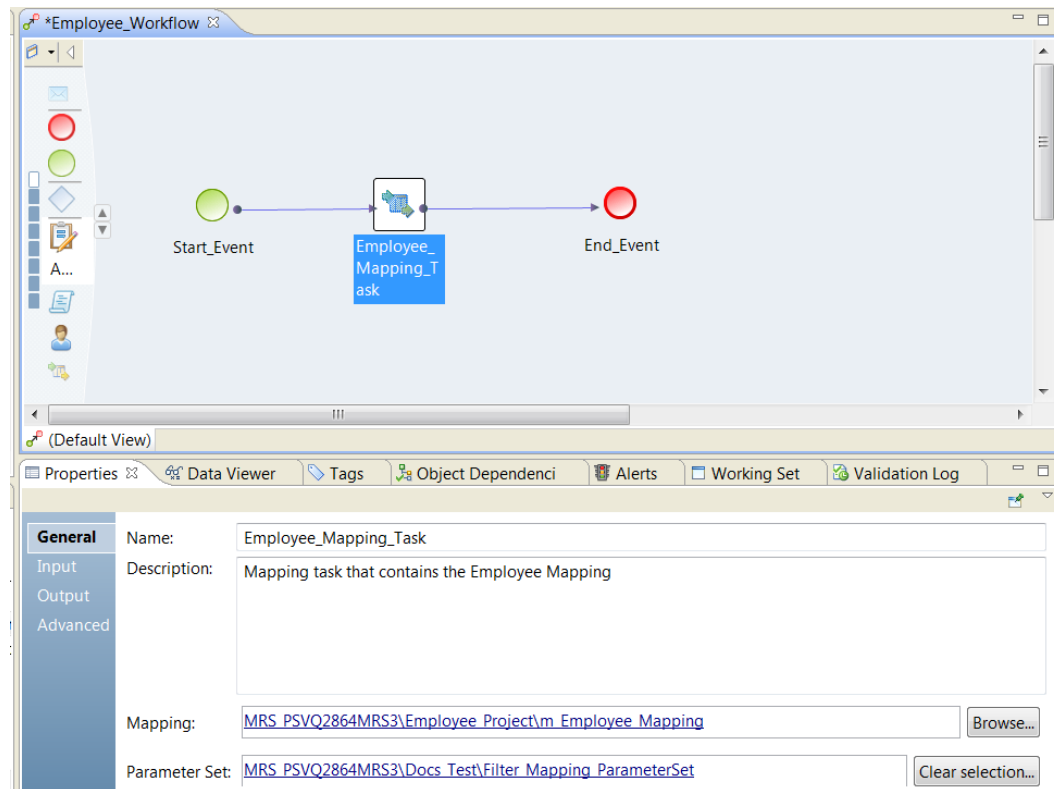 *Employee_Workflow
A...
Start_Event
Employee_
Mapping_T
ask
End_Event
(Default View)
Properties Data Viewer Tags Object Dependenci Alerts Working Set Validation Log
General
Name: Employee_Mapping_Task
Input
Description: Mapping task that contains the Employee Mapping
Output
Advanced
Mapping: MRS_PSVQ2864MRS3\Employee_Project\m_Employee_Mapping Browse...
Parameter Set: MRS_PSVQ2864MRS3\Docs_Test\Filter_Mapping_ParameterSet Clear selection...